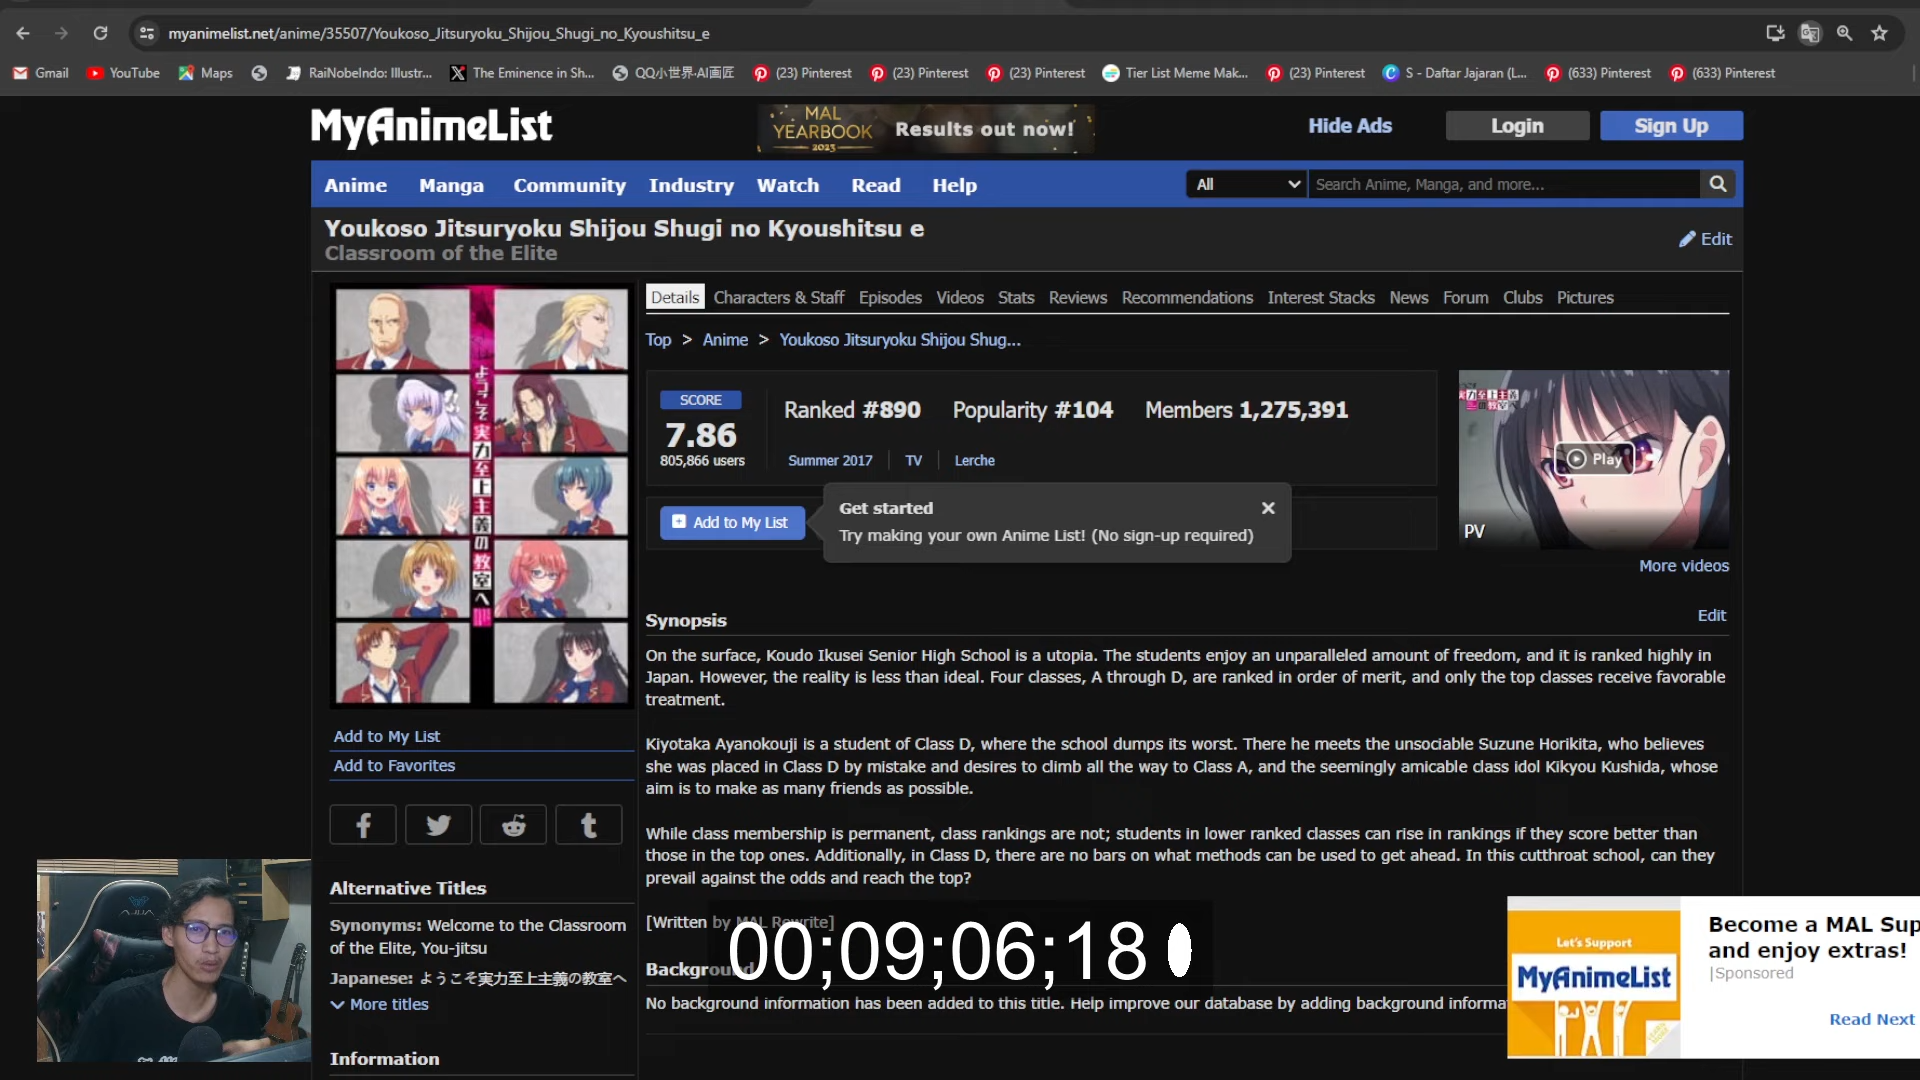 myanimelist.net/anime/35507/Youkoso_Jitsuryoku_Shijou_Shugi_no_Kyoushitsu_e
Gmail YouTube Maps RaiNobeIndo: Illustr... The Eminence in Sh... QQ小世界-AI画匠 (23) Pinterest (23) Pinterest (23) Pinterest Tier List Meme Mak... (23) Pinterest S - Daftar Jajaran (L... (633) Pinterest (633) Pinterest
MyAnimeList
MAL YEARBOOK 2023 Results out now!
Hide Ads Login Sign Up
Anime Manga Community Industry Watch Read Help
All Search Anime, Manga, and more...
Youkoso Jitsuryoku Shijou Shugi no Kyoushitsu e
Classroom of the Elite
Edit
Details Characters & Staff Episodes Videos Stats Reviews Recommendations Interest Stacks News Forum Clubs Pictures
Top > Anime > Youkoso Jitsuryoku Shijou Shug...
ようこそ実力至上主義の教室へ
SCORE
7.86
805,866 users
Ranked #890 Popularity #104 Members 1,275,391
Summer 2017 TV Lerche
Add to My List
Get started
Try making your own Anime List! (No sign-up required)
Play
PV
More videos
Synopsis
Edit
On the surface, Koudo Ikusei Senior High School is a utopia. The students enjoy an unparalleled amount of freedom, and it is ranked highly in
Japan. However, the reality is less than ideal. Four classes, A through D, are ranked in order of merit, and only the top classes receive favorable
treatment.
Kiyotaka Ayanokouji is a student of Class D, where the school dumps its worst. There he meets the unsociable Suzune Horikita, who believes
she was placed in Class D by mistake and desires to climb all the way to Class A, and the seemingly amicable class idol Kikyou Kushida, whose
aim is to make as many friends as possible.
While class membership is permanent, class rankings are not; students in lower ranked classes can rise in rankings if they score better than
those in the top ones. Additionally, in Class D, there are no bars on what methods can be used to get ahead. In this cutthroat school, can they
prevail against the odds and reach the top?
[Written by MAL Rewrite]
00;09;06;18
Background
No background information has been added to this title. Help improve our database by adding background informa
Add to My List
Add to Favorites
Alternative Titles
Synonyms: Welcome to the Classroom
of the Elite, You-jitsu
Japanese: ようこそ実力至上主義の教室へ
More titles
Information
Let's Support
MyAnimeList
Become a MAL Sup
and enjoy extras!
|Sponsored
Read Next